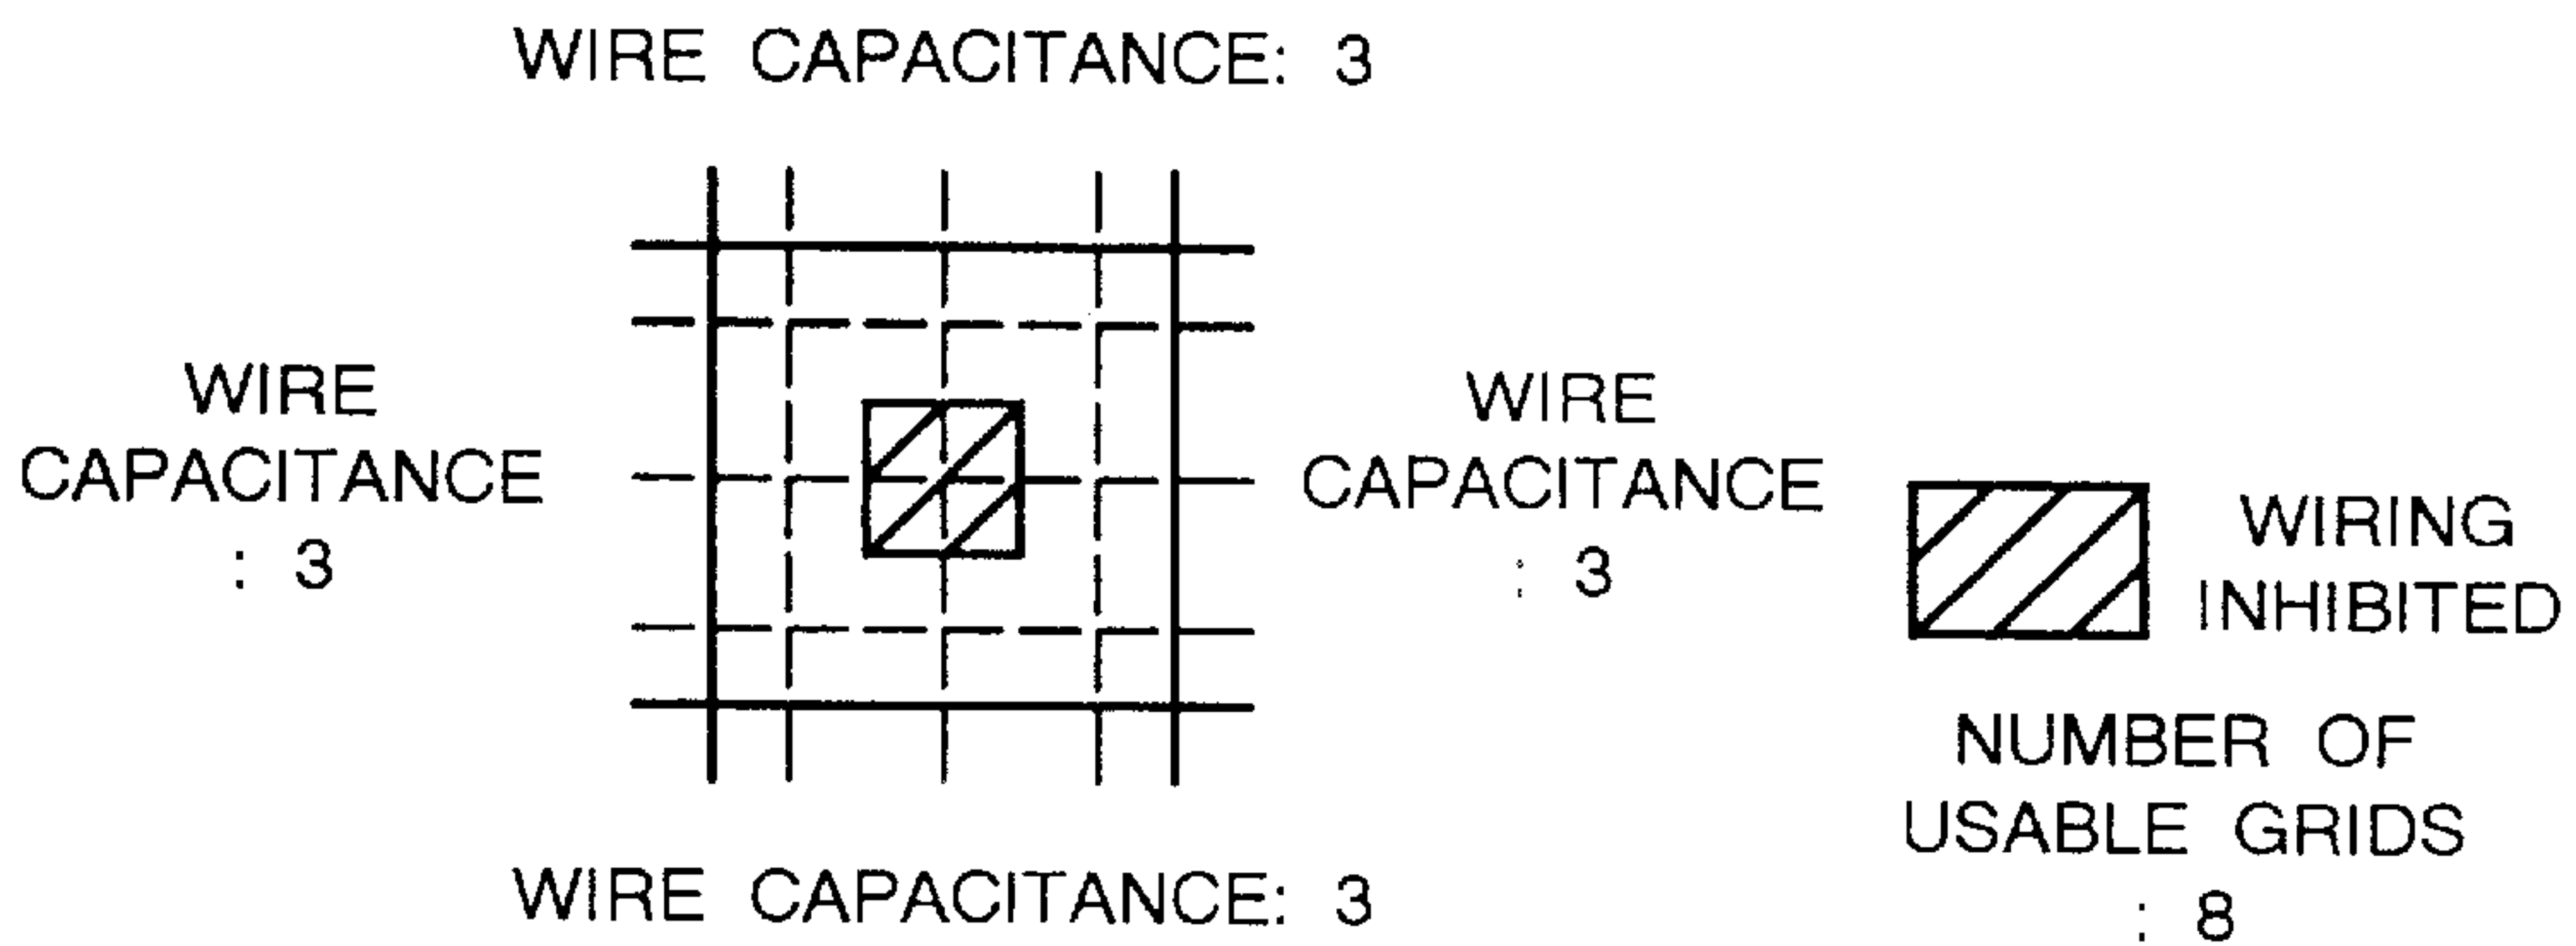 WIRE CAPACITANCE: 3
WIRE
CAPACITANCE
: 3
WIRE
CAPACITANCE
: 3
WIRING
INHIBITED
NUMBER OF
USABLE GRIDS
: 8
WIRE CAPACITANCE: 3